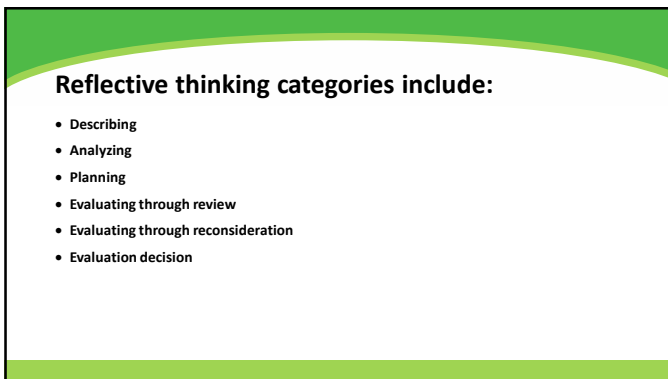 Reflective thinking categories include:
• Describing
• Analyzing
• Planning
• Evaluating through review
• Evaluating through reconsideration
• Evaluation decision